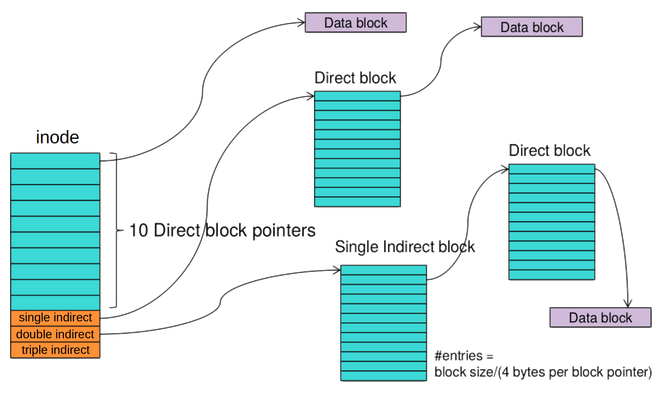 Data block
Data block
Direct block
inode
Direct block
10 Direct block pointers
Single Indirect block
single indirect
double indirect
triple indirect
Data block
#entries =
block size/(4 bytes per block pointer)